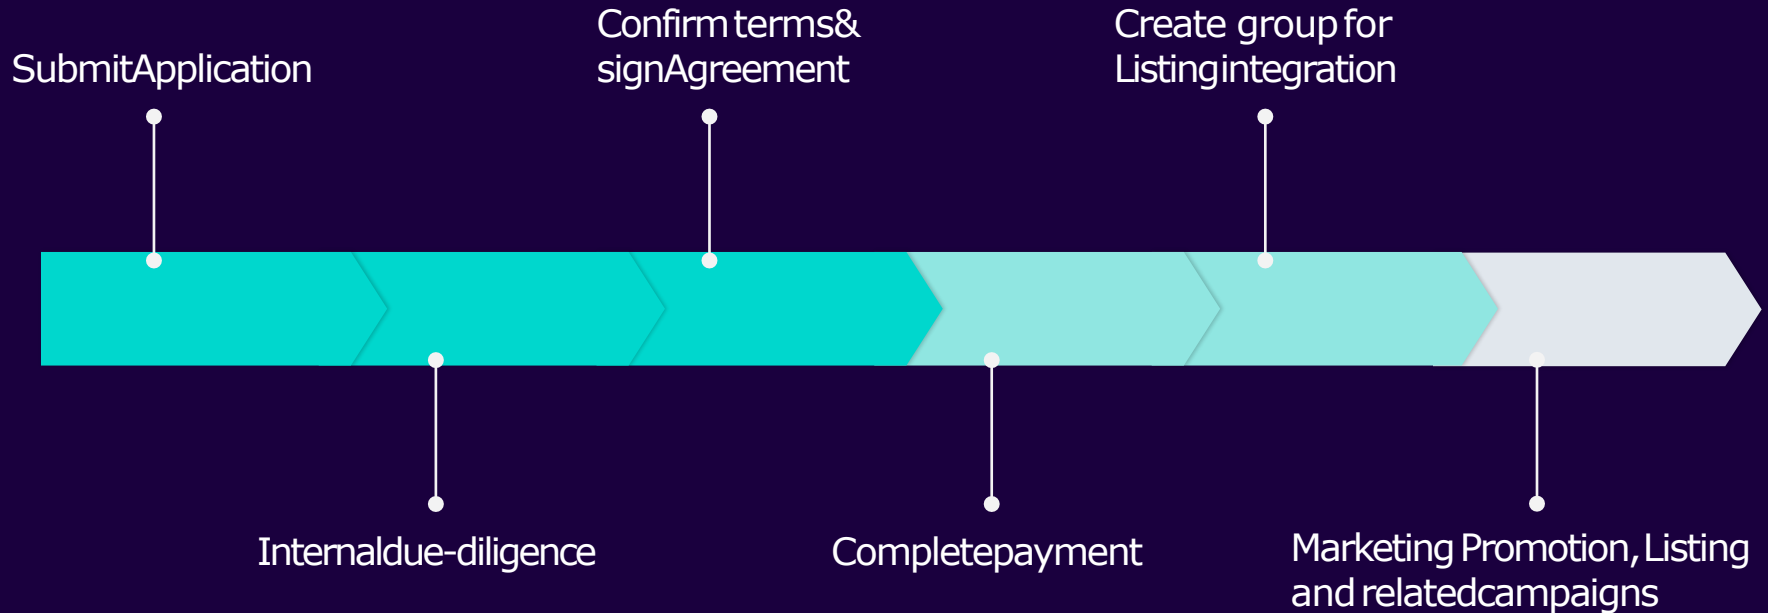 SubmitApplication
Confirm terms&
signAgreement
Create group for
Listingintegration
Internaldue-diligence
Completepayment
Marketing Promotion, Listing
and relatedcampaigns